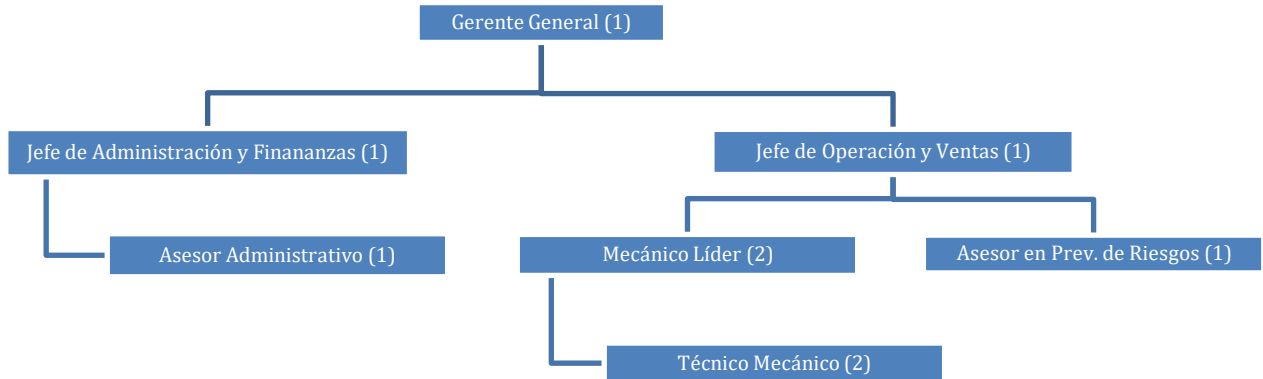 Gerente General (1)
Jefe de Administración y Finananzas (1)
Jefe de Operación y Ventas (1)
Asesor Administrativo (1)
Mecánico Líder (2)
Asesor en Prev. de Riesgos (1)
Técnico Mecánico (2)